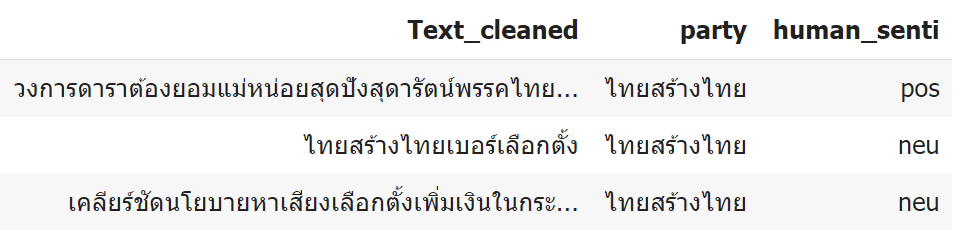 Text_cleaned party human_senti
วงการดาราต้องยอมแม่หน่อยสุดปังสุดารัตน์พรรคไทย... ไทยสร้างไทย pos
ไทยสร้างไทยเบอร์เลือกตั้ง ไทยสร้างไทย neu
เคลียร์ชัดนโยบายหาเสียงเลือกตั้งเพิ่มเงินในกระ... ไทยสร้างไทย neu